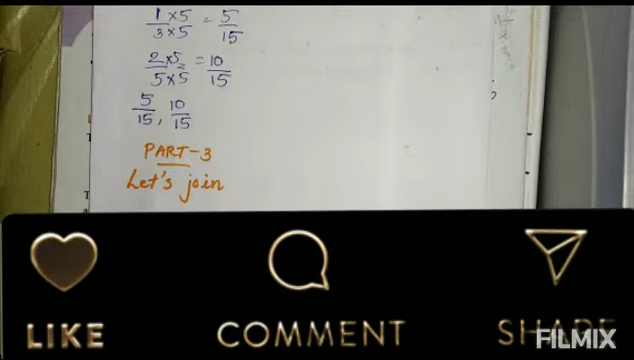 1 × 5 / 3 × 5 = 5 / 15
2 × 5 / 5 × 5 = 10 / 15
5 / 15 , 10 / 15
PART-3
Let's join
LIKE COMMENT SHARE
FILMIX